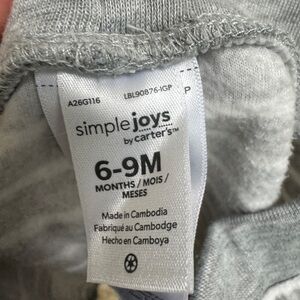 A26G116 LBL90876-IGP P
simple joys
by carter's™
6-9M
MONTHS / MOIS /
MESES
Made in Cambodia
Fabriqué au Cambodge
Hecho en Camboya